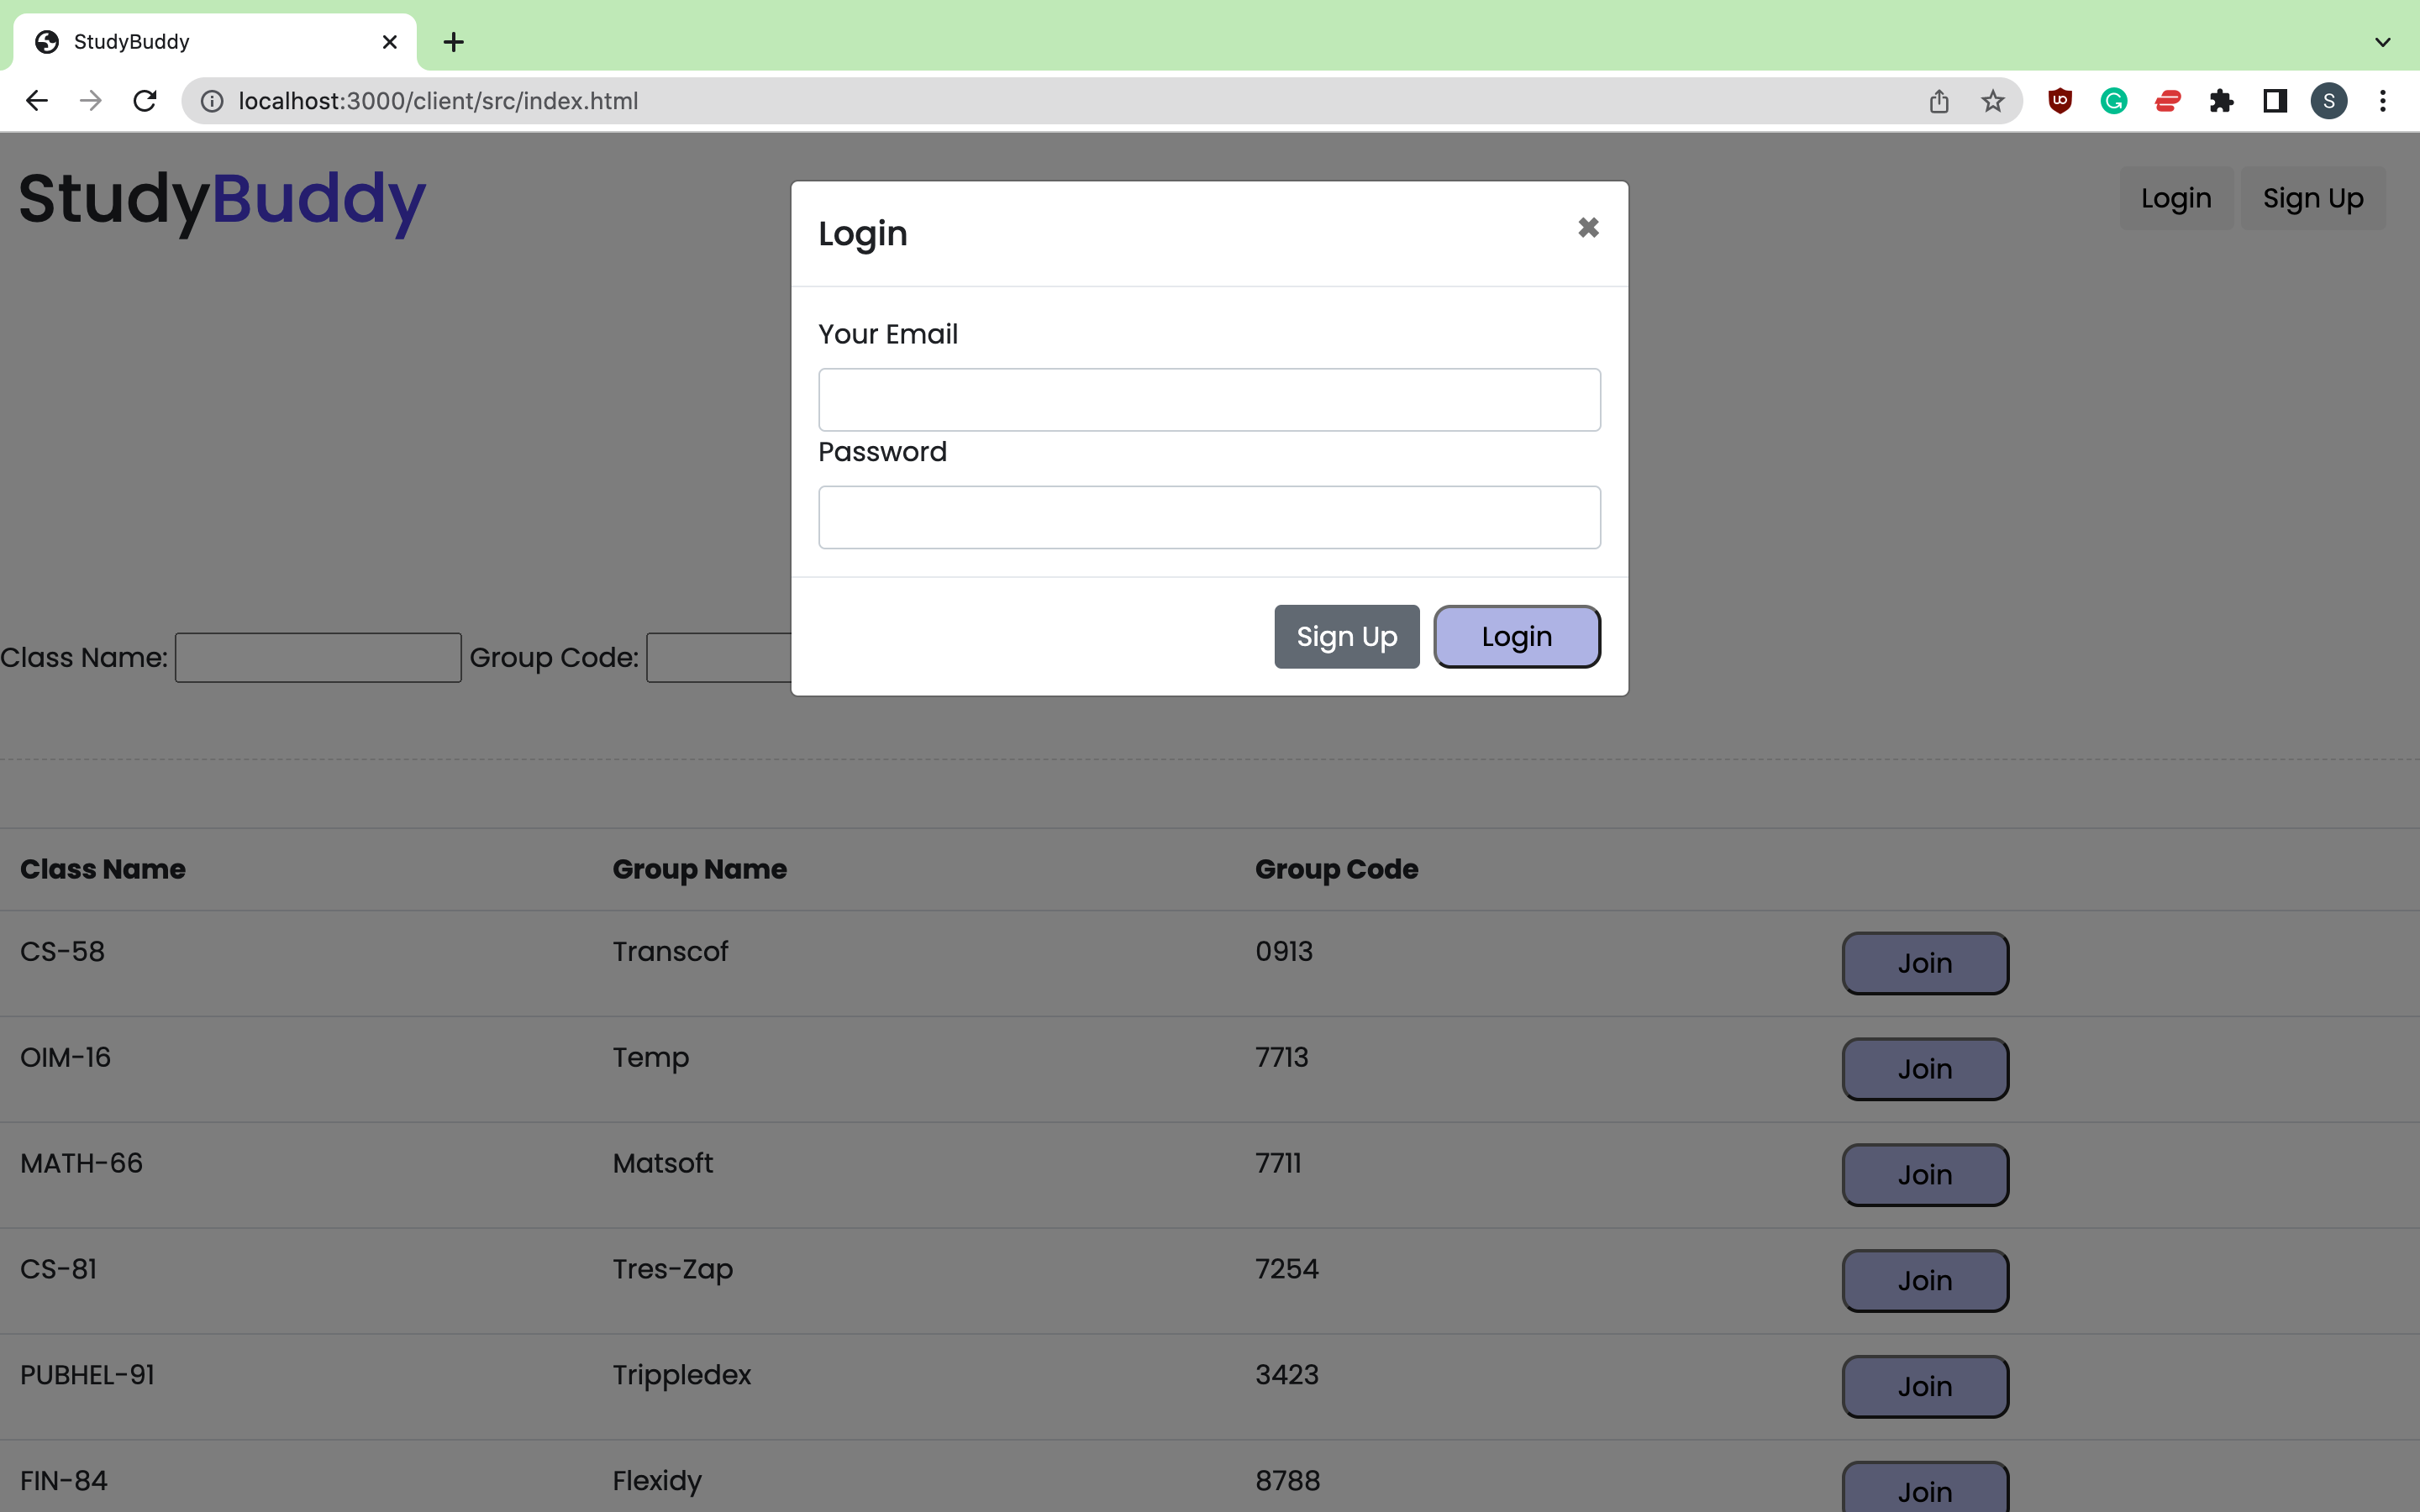 StudyBuddy
localhost:3000/client/src/index.html
S
StudyBuddy
Login Sign Up
Login
Your Email
Password
Sign Up Login
Class Name: Group Code:
Class Name Group Name Group Code
CS-58 Transcof 0913 Join
OIM-16 Temp 7713 Join
MATH-66 Matsoft 7711 Join
CS-81 Tres-Zap 7254 Join
PUBHEL-91 Trippledex 3423 Join
FIN-84 Flexidy 8788 Join